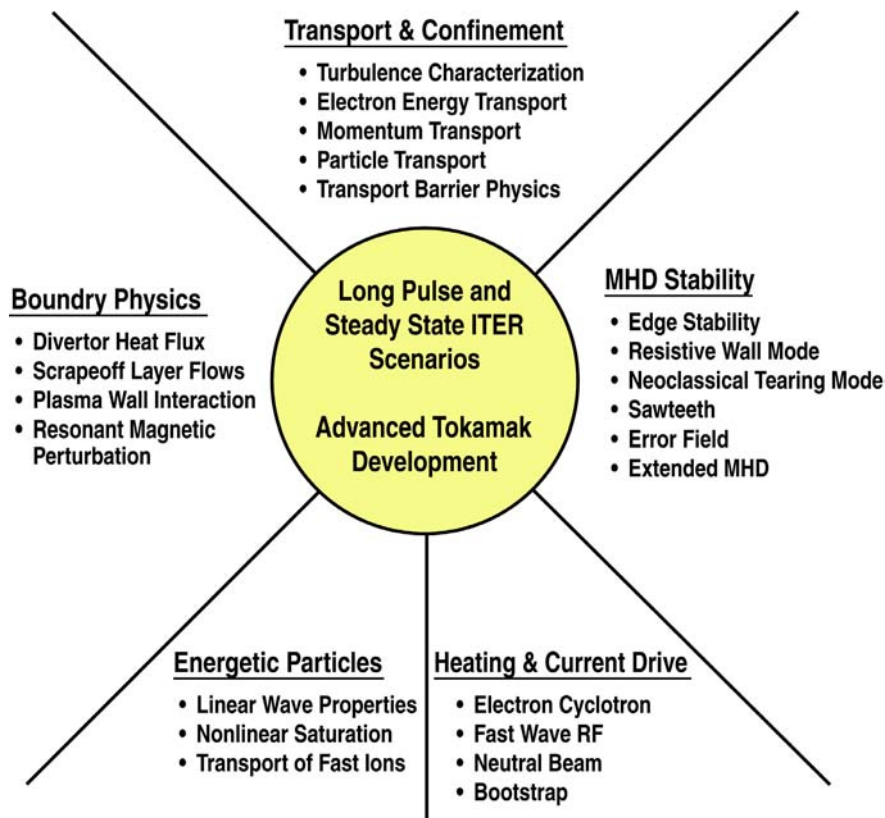 Transport & Confinement
• Turbulence Characterization
• Electron Energy Transport
• Momentum Transport
• Particle Transport
• Transport Barrier Physics
Boundry Physics
• Divertor Heat Flux
• Scrapeoff Layer Flows
• Plasma Wall Interaction
• Resonant Magnetic
Perturbation
Long Pulse and
Steady State ITER
Scenarios
Advanced Tokamak
Development
MHD Stability
• Edge Stability
• Resistive Wall Mode
• Neoclassical Tearing Mode
• Sawteeth
• Error Field
• Extended MHD
Energetic Particles
• Linear Wave Properties
• Nonlinear Saturation
• Transport of Fast Ions
Heating & Current Drive
• Electron Cyclotron
• Fast Wave RF
• Neutral Beam
• Bootstrap